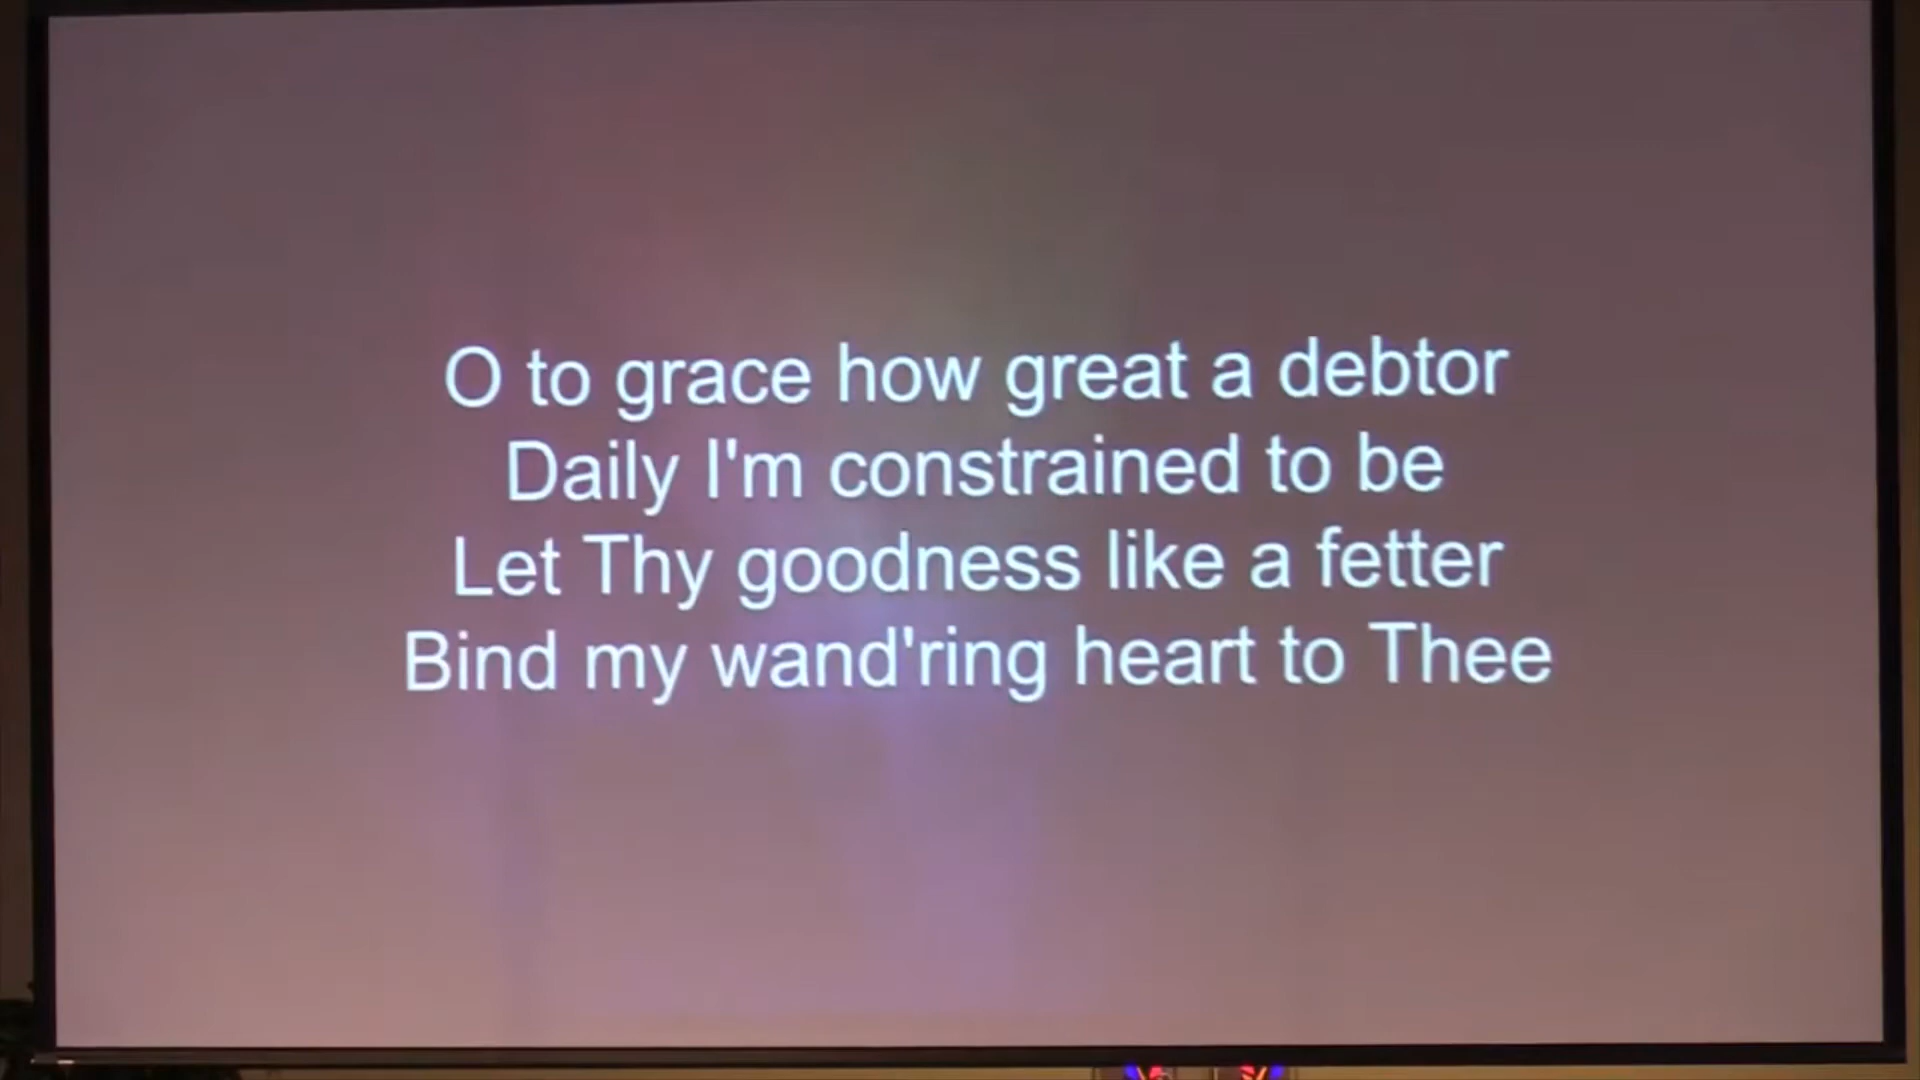 O to grace how great a debtor
Daily I'm constrained to be
Let Thy goodness like a fetter
Bind my wand'ring heart to Thee